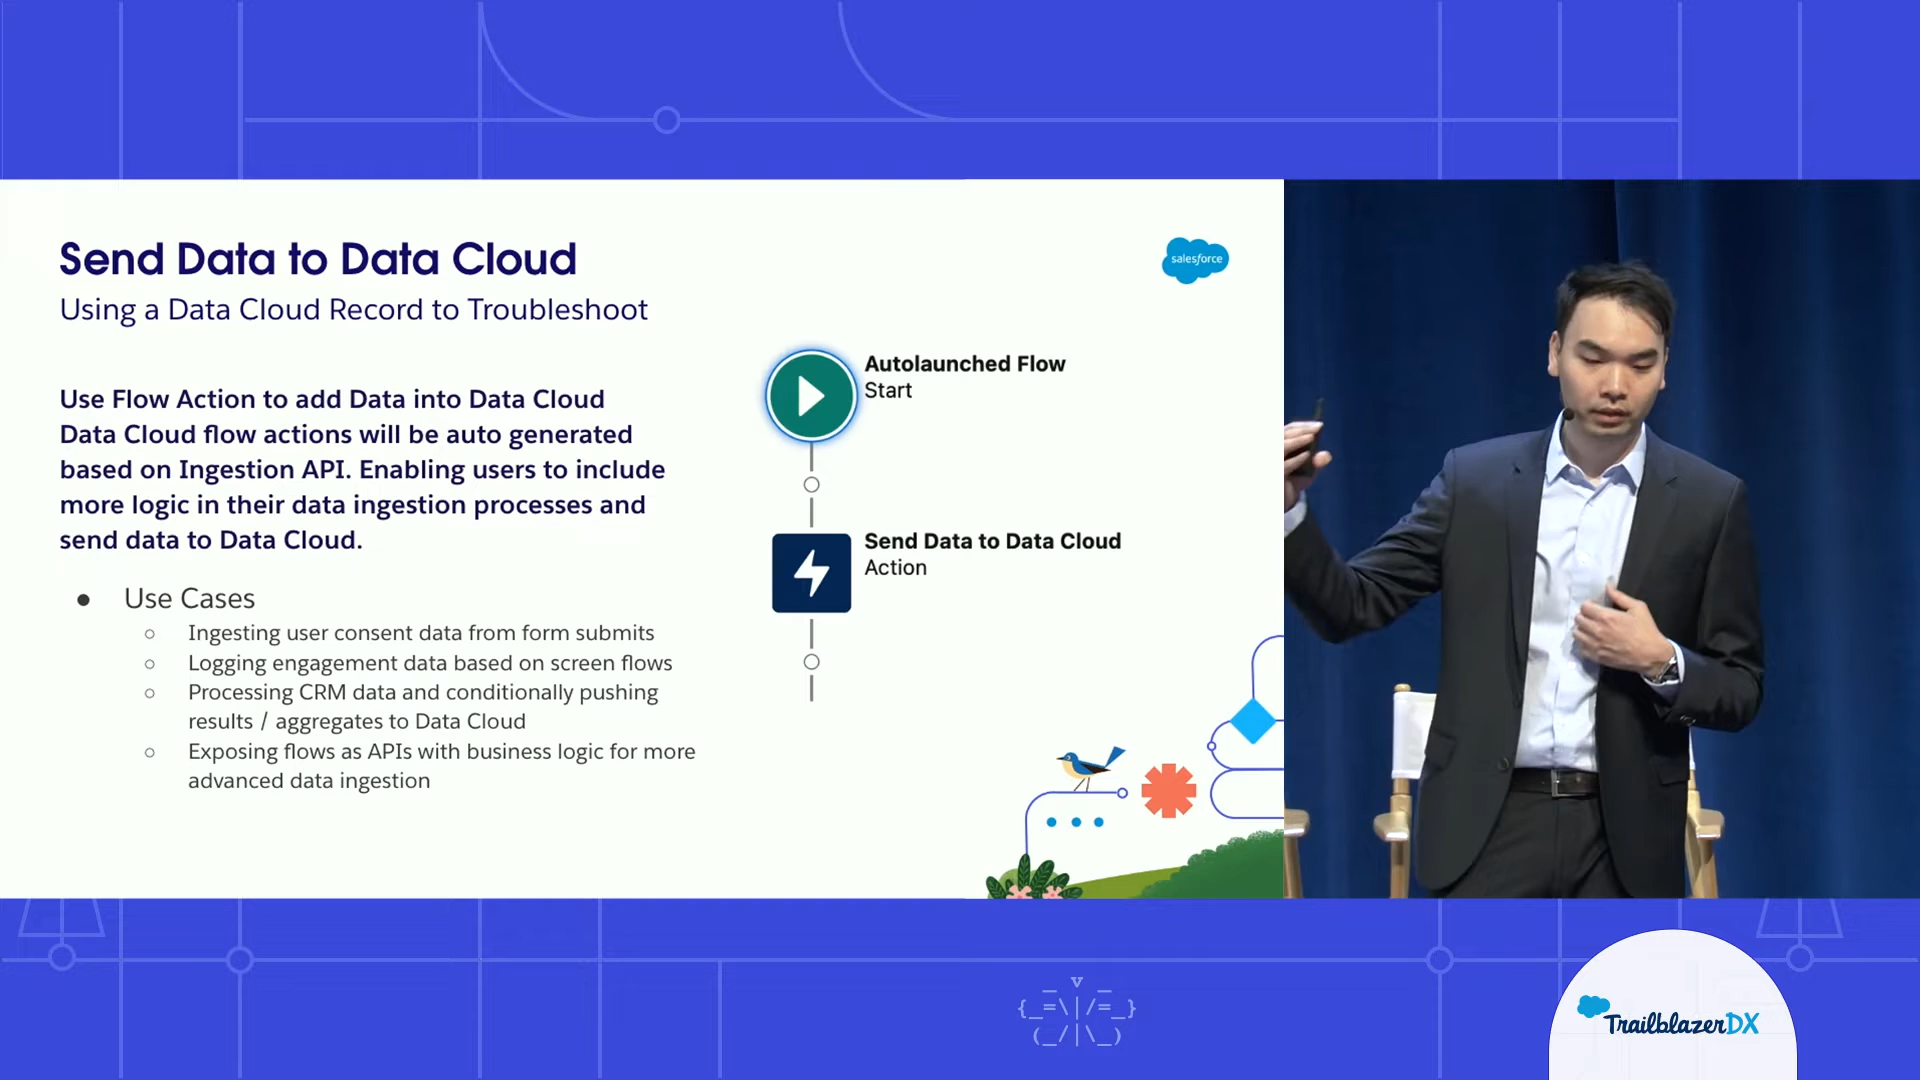 Send Data to Data Cloud
Using a Data Cloud Record to Troubleshoot
salesforce
Use Flow Action to add Data into Data Cloud
Data Cloud flow actions will be auto generated
based on Ingestion API. Enabling users to include
more logic in their data ingestion processes and
send data to Data Cloud.
● Use Cases
○ Ingesting user consent data from form submits
○ Logging engagement data based on screen flows
○ Processing CRM data and conditionally pushing
results / aggregates to Data Cloud
○ Exposing flows as APIs with business logic for more
advanced data ingestion
Autolaunched Flow
Start
Send Data to Data Cloud
Action
TrailblazerDX